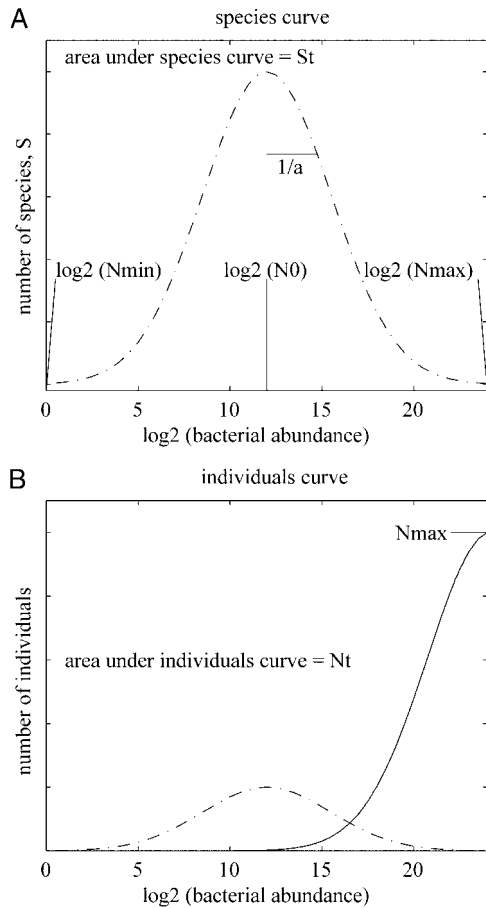 A
species curve
area under species curve = St
1/a
log2 (Nmin)
log2 (N0)
log2 (Nmax)
number of species, S
0
5
10
15
20
log2 (bacterial abundance)
B
individuals curve
Nmax
area under individuals curve = Nt
number of individuals
0
5
10
15
20
log2 (bacterial abundance)